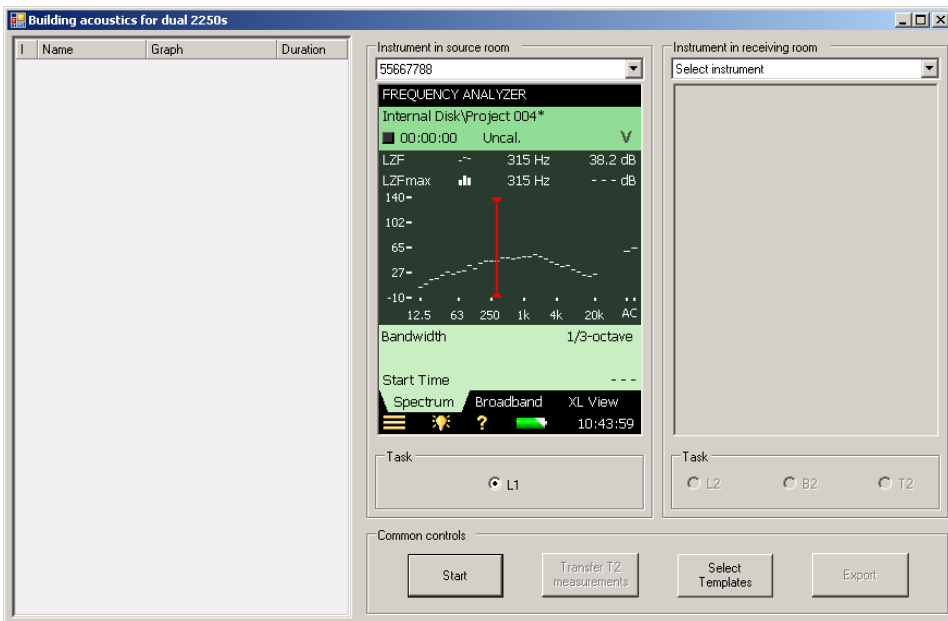 Building acoustics for dual 2250s
I Name Graph Duration
Instrument in source room
55667788
FREQUENCY ANALYZER
Internal Disk\Project 004*
00:00:00 Uncal. V
LZF 315 Hz 38.2 dB
LZFmax 315 Hz - - - dB
140-
102-
65-
27-
-10-
12.5 63 250 1k 4k 20k AC
Bandwidth 1/3-octave
Start Time - - -
Spectrum Broadband XL View
? 10:43:59
Task
L1
Instrument in receiving room
Select instrument
Task
L2 B2 T2
Common controls
Start
Transfer T2
measurements
Select
Templates
Export